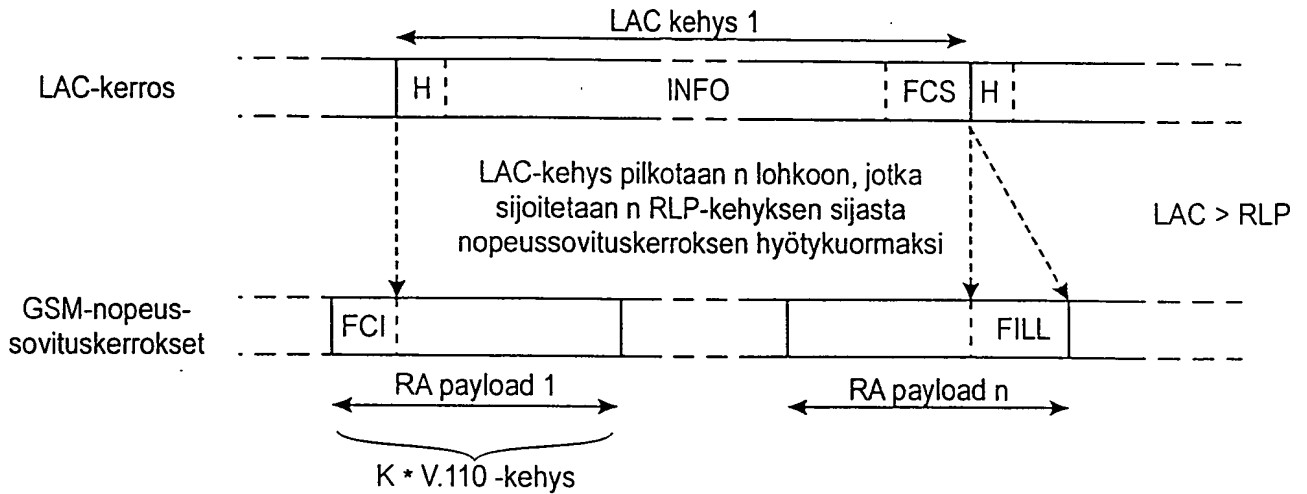 LAC kehys 1
LAC-kerros
H
INFO
FCS
H
LAC-kehys pilkotaan n lohkoon, jotka
sijoitetaan n RLP-kehyksen sijasta
nopeussovituskerroksen hyötykuormaksi
LAC > RLP
GSM-nopeus-
sovituskerrokset
FCI
FILL
RA payload 1
RA payload n
K * V.110 -kehys